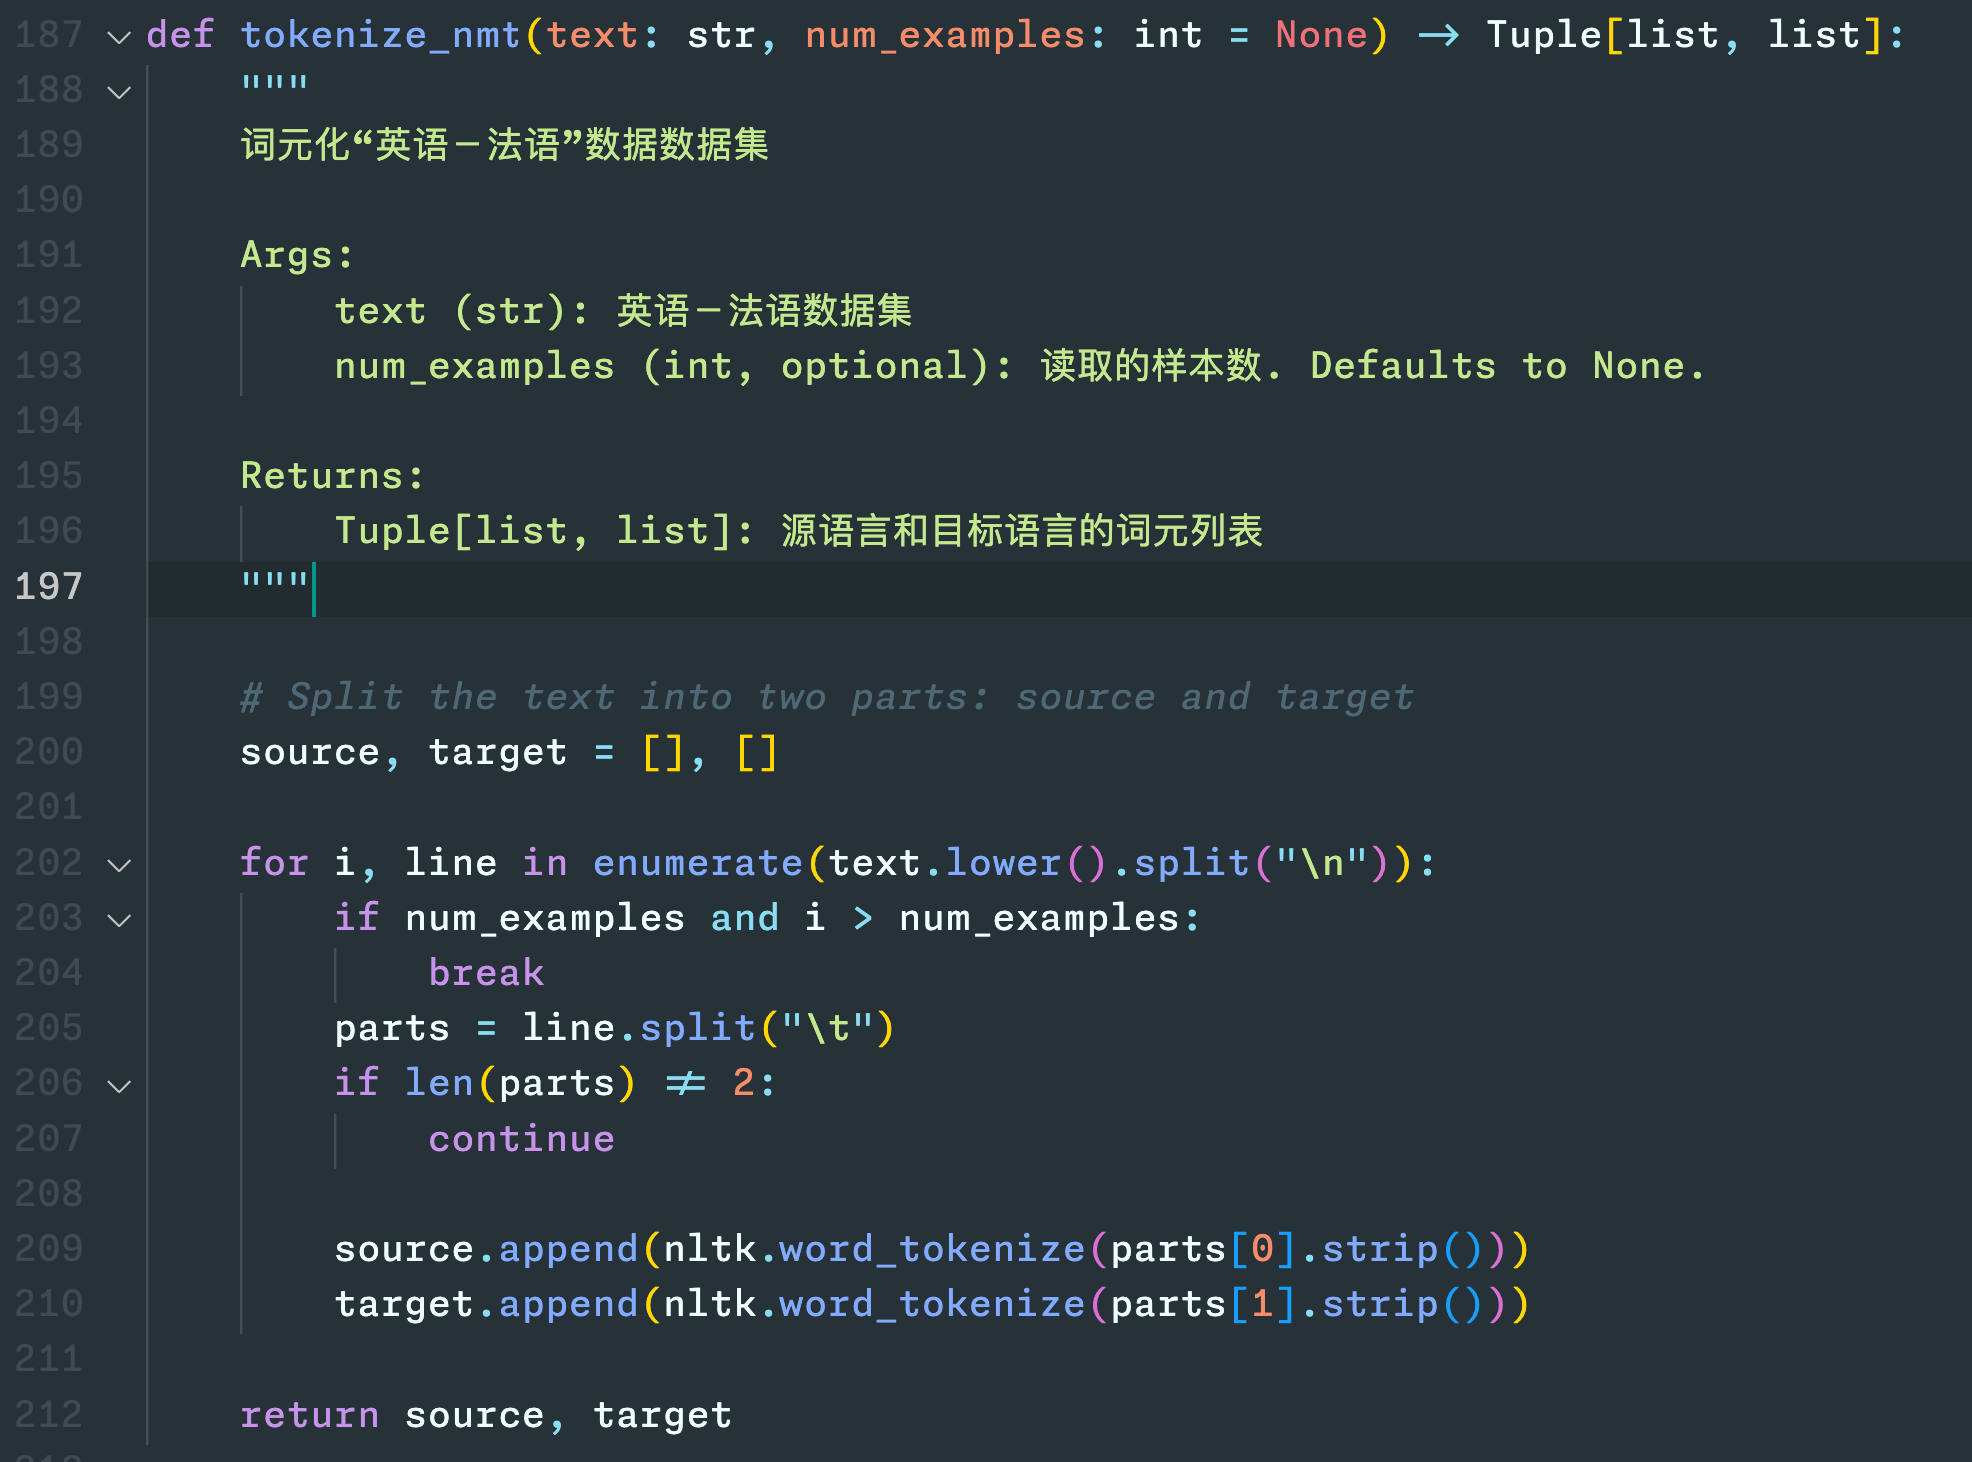 187 def tokenize_nmt(text: str, num_examples: int = None) -> Tuple[list, list]:
188     """
189     词元化“英语－法语”数据数据集
190
191     Args:
192         text (str): 英语－法语数据集
193         num_examples (int, optional): 读取的样本数. Defaults to None.
194
195     Returns:
196         Tuple[list, list]: 源语言和目标语言的词元列表
197     """
198
199     # Split the text into two parts: source and target
200     source, target = [], []
201
202     for i, line in enumerate(text.lower().split("\n")):
203         if num_examples and i > num_examples:
204             break
205         parts = line.split("\t")
206         if len(parts) != 2:
207             continue
208
209         source.append(nltk.word_tokenize(parts[0].strip()))
210         target.append(nltk.word_tokenize(parts[1].strip()))
211
212     return source, target